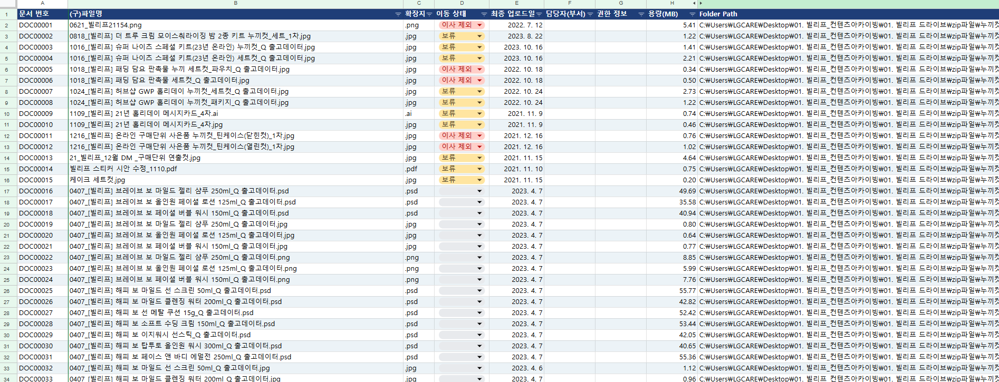 A B C D E F G H
1 문서 번호 (구)파일명 확장지 이동 상태 최종 업로드일 담당자(부서) 권한 정보 용량(MB) Folder Path
2 DOC00001 0621_빌리프21154.png .png 이사 제외 2022. 7. 12 5.41 C:₩Users₩LGCARE₩Desktop₩01. 빌리프_컨텐츠아카이빙₩01. 빌리프 드라이브₩zip파일₩누끼컷
3 DOC00002 0818_[빌리프] 더 트루 크림 모이스춰라이징 밤 2종 키트 누끼컷_세트_1차.jpg .jpg 보류 2023. 8. 22 1.22 C:₩Users₩LGCARE₩Desktop₩01. 빌리프_컨텐츠아카이빙₩01. 빌리프 드라이브₩zip파일₩누끼컷
4 DOC00003 1016_[빌리프] 슈퍼 나이츠 스페셜 키트(23년 온라인) 누끼컷_Q 출고데이터.jpg .jpg 보류 2023. 10. 16 1.41 C:₩Users₩LGCARE₩Desktop₩01. 빌리프_컨텐츠아카이빙₩01. 빌리프 드라이브₩zip파일₩누끼컷
5 DOC00004 1016_[빌리프] 슈퍼 나이츠 스페셜 키트(23년 온라인) 세트컷_Q 출고데이터.jpg .jpg 보류 2023. 10. 16 2.21 C:₩Users₩LGCARE₩Desktop₩01. 빌리프_컨텐츠아카이빙₩01. 빌리프 드라이브₩zip파일₩누끼컷
6 DOC00005 1018_[빌리프] 패딩 담요 판촉물 누끼 세트컷_파우치_Q 출고데이터.jpg .jpg 이사 제외 2022. 10. 18 0.34 C:₩Users₩LGCARE₩Desktop₩01. 빌리프_컨텐츠아카이빙₩01. 빌리프 드라이브₩zip파일₩누끼컷
7 DOC00006 1018_[빌리프] 패딩 담요 판촉물 세트컷_Q 출고데이터.jpg .jpg 이사 제외 2022. 10. 18 0.50 C:₩Users₩LGCARE₩Desktop₩01. 빌리프_컨텐츠아카이빙₩01. 빌리프 드라이브₩zip파일₩누끼컷
8 DOC00007 1024_[빌리프] 허브샵 GWP 홀리데이 누끼컷_세트컷_Q 출고데이터.jpg .jpg 보류 2022. 10. 24 2.73 C:₩Users₩LGCARE₩Desktop₩01. 빌리프_컨텐츠아카이빙₩01. 빌리프 드라이브₩zip파일₩누끼컷
9 DOC00008 1024_[빌리프] 허브샵 GWP 홀리데이 누끼컷_패키지_Q 출고데이터.jpg .jpg 보류 2022. 10. 24 1.22 C:₩Users₩LGCARE₩Desktop₩01. 빌리프_컨텐츠아카이빙₩01. 빌리프 드라이브₩zip파일₩누끼컷
10 DOC00009 1109_[빌리프] 21년 홀리데이 메시지카드_4차.ai .ai 보류 2021. 11. 9 0.74 C:₩Users₩LGCARE₩Desktop₩01. 빌리프_컨텐츠아카이빙₩01. 빌리프 드라이브₩zip파일₩누끼컷
11 DOC00010 1109_[빌리프] 21년 홀리데이 메시지카드_4차.jpg .jpg 보류 2021. 11. 9 0.46 C:₩Users₩LGCARE₩Desktop₩01. 빌리프_컨텐츠아카이빙₩01. 빌리프 드라이브₩zip파일₩누끼컷
12 DOC00011 1216_[빌리프] 온라인 구매단위 사은품 누끼컷_틴케이스(닫힌컷)_1차.jpg .jpg 이사 제외 2021. 12. 16 0.76 C:₩Users₩LGCARE₩Desktop₩01. 빌리프_컨텐츠아카이빙₩01. 빌리프 드라이브₩zip파일₩누끼컷
13 DOC00012 1216_[빌리프] 온라인 구매단위 사은품 누끼컷_틴케이스(열린컷)_1차.jpg .jpg 이사 제외 2021. 12. 16 1.02 C:₩Users₩LGCARE₩Desktop₩01. 빌리프_컨텐츠아카이빙₩01. 빌리프 드라이브₩zip파일₩누끼컷
14 DOC00013 21_빌리프_12월 DM _구매단위 연출컷.jpg .jpg 보류 2021. 11. 15 4.64 C:₩Users₩LGCARE₩Desktop₩01. 빌리프_컨텐츠아카이빙₩01. 빌리프 드라이브₩zip파일₩누끼컷
15 DOC00014 빌리프 스티커 시안 수정_1110.pdf .pdf 보류 2021. 11. 10 0.75 C:₩Users₩LGCARE₩Desktop₩01. 빌리프_컨텐츠아카이빙₩01. 빌리프 드라이브₩zip파일₩누끼컷
16 DOC00015 케이크 세트컷.jpg .jpg 보류 2021. 11. 15 0.20 C:₩Users₩LGCARE₩Desktop₩01. 빌리프_컨텐츠아카이빙₩01. 빌리프 드라이브₩zip파일₩누끼컷
17 DOC00016 0407_[빌리프] 브레이브 보 마일드 젤리 샴푸 250ml_Q 출고데이터.psd .psd 2023. 4. 7 49.69 C:₩Users₩LGCARE₩Desktop₩01. 빌리프_컨텐츠아카이빙₩01. 빌리프 드라이브₩zip파일₩누끼컷
18 DOC00017 0407_[빌리프] 브레이브 보 올인원 페이셜 로션 125ml_Q 출고데이터.psd .psd 2023. 4. 7 35.58 C:₩Users₩LGCARE₩Desktop₩01. 빌리프_컨텐츠아카이빙₩01. 빌리프 드라이브₩zip파일₩누끼컷
19 DOC00018 0407_[빌리프] 브레이브 보 페이셜 버블 워시 150ml_Q 출고데이터.psd .psd 2023. 4. 7 40.94 C:₩Users₩LGCARE₩Desktop₩01. 빌리프_컨텐츠아카이빙₩01. 빌리프 드라이브₩zip파일₩누끼컷
20 DOC00019 0407_[빌리프] 브레이브 보 마일드 젤리 샴푸 250ml_Q 출고데이터.jpg .jpg 2023. 4. 7 0.80 C:₩Users₩LGCARE₩Desktop₩01. 빌리프_컨텐츠아카이빙₩01. 빌리프 드라이브₩zip파일₩누끼컷
21 DOC00020 0407_[빌리프] 브레이브 보 올인원 페이셜 로션 125ml_Q 출고데이터.jpg .jpg 2023. 4. 7 0.64 C:₩Users₩LGCARE₩Desktop₩01. 빌리프_컨텐츠아카이빙₩01. 빌리프 드라이브₩zip파일₩누끼컷
22 DOC00021 0407_[빌리프] 브레이브 보 페이셜 버블 워시 150ml_Q 출고데이터.jpg .jpg 2023. 4. 7 0.77 C:₩Users₩LGCARE₩Desktop₩01. 빌리프_컨텐츠아카이빙₩01. 빌리프 드라이브₩zip파일₩누끼컷
23 DOC00022 0407_[빌리프] 브레이브 보 마일드 젤리 샴푸 250ml_Q 출고데이터.png .png 2023. 4. 7 8.85 C:₩Users₩LGCARE₩Desktop₩01. 빌리프_컨텐츠아카이빙₩01. 빌리프 드라이브₩zip파일₩누끼컷
24 DOC00023 0407_[빌리프] 브레이브 보 올인원 페이셜 로션 125ml_Q 출고데이터.png .png 2023. 4. 7 5.99 C:₩Users₩LGCARE₩Desktop₩01. 빌리프_컨텐츠아카이빙₩01. 빌리프 드라이브₩zip파일₩누끼컷
25 DOC00024 0407_[빌리프] 브레이브 보 페이셜 버블 워시 150ml_Q 출고데이터.png .png 2023. 4. 7 7.76 C:₩Users₩LGCARE₩Desktop₩01. 빌리프_컨텐츠아카이빙₩01. 빌리프 드라이브₩zip파일₩누끼컷
26 DOC00025 0407_[빌리프] 해피 보 마일드 선 스크린 50ml_Q 출고데이터.psd .psd 2023. 4. 7 55.77 C:₩Users₩LGCARE₩Desktop₩01. 빌리프_컨텐츠아카이빙₩01. 빌리프 드라이브₩zip파일₩누끼컷
27 DOC00026 0407_[빌리프] 해피 보 마일드 클렌징 워터 200ml_Q 출고데이터.psd .psd 2023. 4. 7 42.82 C:₩Users₩LGCARE₩Desktop₩01. 빌리프_컨텐츠아카이빙₩01. 빌리프 드라이브₩zip파일₩누끼컷
28 DOC00027 0407_[빌리프] 해피 보 선 메탈 쿠션 15g_Q 출고데이터.psd .psd 2023. 4. 7 52.42 C:₩Users₩LGCARE₩Desktop₩01. 빌리프_컨텐츠아카이빙₩01. 빌리프 드라이브₩zip파일₩누끼컷
29 DOC00028 0407_[빌리프] 해피 보 소프트 수딩 크림 150ml_Q 출고데이터.psd .psd 2023. 4. 7 53.44 C:₩Users₩LGCARE₩Desktop₩01. 빌리프_컨텐츠아카이빙₩01. 빌리프 드라이브₩zip파일₩누끼컷
30 DOC00029 0407_[빌리프] 해피 보 이지워시 선스틱_Q 출고데이터.psd .psd 2023. 4. 7 42.05 C:₩Users₩LGCARE₩Desktop₩01. 빌리프_컨텐츠아카이빙₩01. 빌리프 드라이브₩zip파일₩누끼컷
31 DOC00030 0407_[빌리프] 해피 보 탑투토 올인원 워시 300ml_Q 출고데이터.psd .psd 2023. 4. 7 40.65 C:₩Users₩LGCARE₩Desktop₩01. 빌리프_컨텐츠아카이빙₩01. 빌리프 드라이브₩zip파일₩누끼컷
32 DOC00031 0407_[빌리프] 해피 보 페이스 앤 바디 에멀전 250ml_Q 출고데이터.psd .psd 2023. 4. 7 55.36 C:₩Users₩LGCARE₩Desktop₩01. 빌리프_컨텐츠아카이빙₩01. 빌리프 드라이브₩zip파일₩누끼컷
33 DOC00032 0407_[빌리프] 해피 보 마일드 선 스크린 50ml_Q 출고데이터.jpg .jpg 2023. 4. 6 1.12 C:₩Users₩LGCARE₩Desktop₩01. 빌리프_컨텐츠아카이빙₩01. 빌리프 드라이브₩zip파일₩누끼컷
34 DOC00033 0407_[빌리프] 해피 보 마일드 클렌징 워터 200ml_Q 출고데이터.jpg .jpg 2023. 4. 7 0.96 C:₩Users₩LGCARE₩Desktop₩01. 빌리프_컨텐츠아카이빙₩01. 빌리프 드라이브₩zip파일₩누끼컷